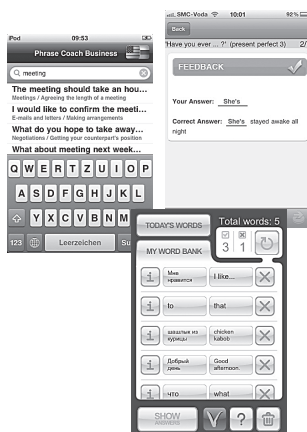 iPod 09:53
Phrase Coach Business
meeting
The meeting should take an hou...
Meetings / Agreeing the length of a meeting
I would like to confirm the meeti...
E-mails and letters / Making arrangements
What do you hope to take away...
Negotiations / Getting your counterpart's position
What about meeting next week...
Q W E R T Z U I O P
A S D F G H J K L
Y X C V B N M
123 Leerzeichen Su
SMC-Voda 10:01 92%
Back
'Have you ever ... ?' (present perfect 3) 2/
FEEDBACK
Your Answer: She's
Correct Answer: She's stayed awake all
night
TODAY'S WORDS
Total words: 5
3 1
MY WORD BANK
i Мне нравится I like... X
i to that X
i шашлык из курицы chicken kabob X
i Добрый день Good afternoon. X
i что what X
SHOW
ANSWERS
?